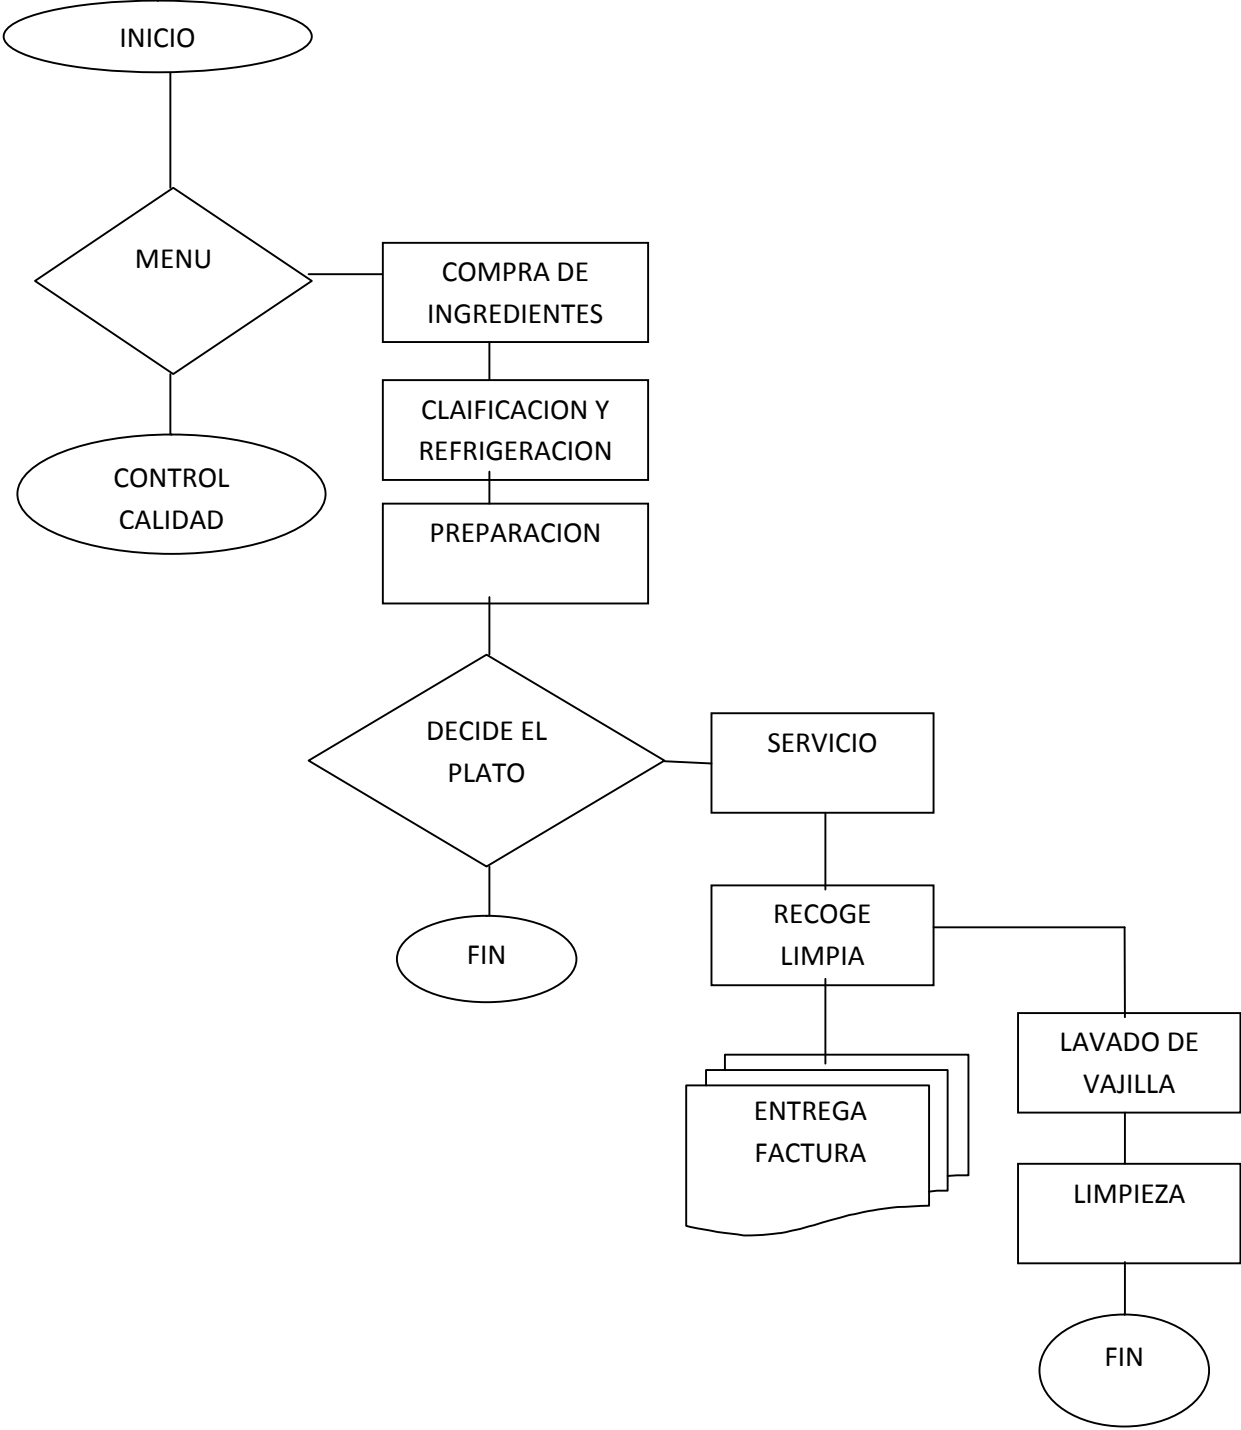 INICIO
MENU
COMPRA DE
INGREDIENTES
CLAIFICACION Y
REFRIGERACION
CONTROL
CALIDAD
PREPARACION
DECIDE EL
PLATO
SERVICIO
FIN
RECOGE
LIMPIA
LAVADO DE
VAJILLA
ENTREGA
FACTURA
LIMPIEZA
FIN